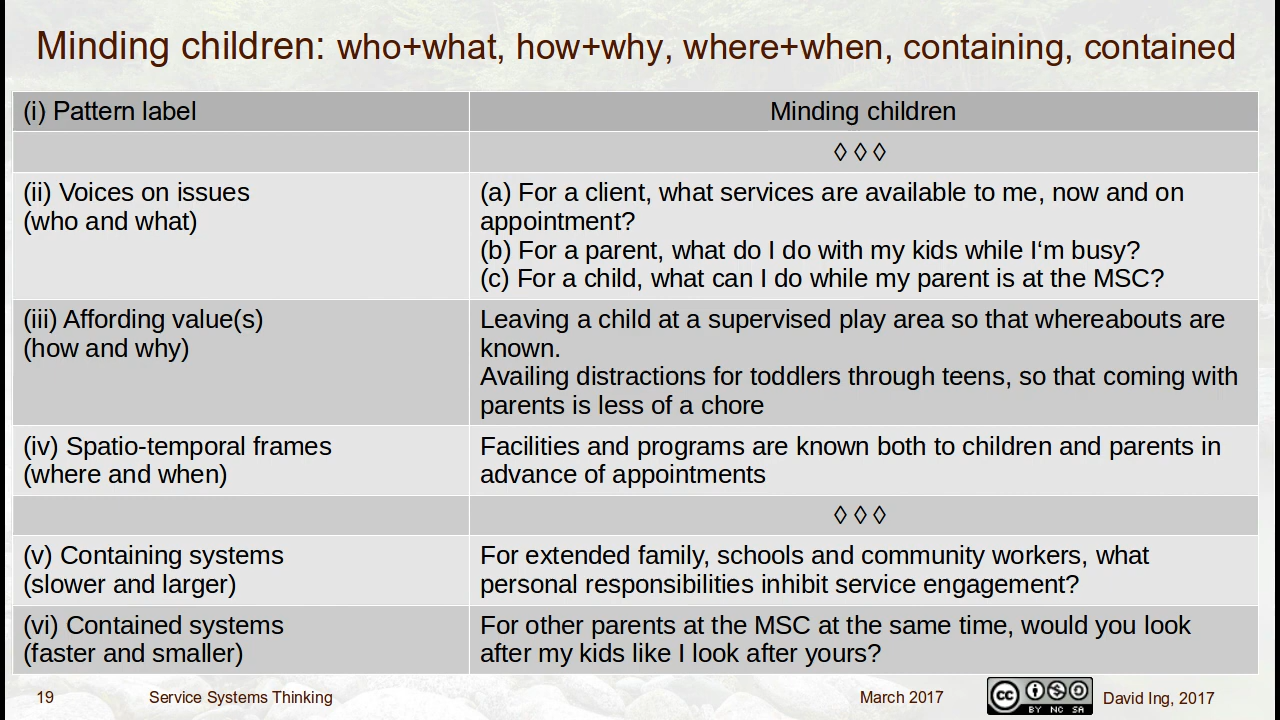 Minding children: who+what, how+why, where+when, containing, contained
(i) Pattern label
Minding children
◊ ◊ ◊
(ii) Voices on issues
(who and what)
(a) For a client, what services are available to me, now and on
appointment?
(b) For a parent, what do I do with my kids while I‘m busy?
(c) For a child, what can I do while my parent is at the MSC?
(iii) Affording value(s)
(how and why)
Leaving a child at a supervised play area so that whereabouts are
known.
Availing distractions for toddlers through teens, so that coming with
parents is less of a chore
(iv) Spatio-temporal frames
(where and when)
Facilities and programs are known both to children and parents in
advance of appointments
◊ ◊ ◊
(v) Containing systems
(slower and larger)
For extended family, schools and community workers, what
personal responsibilities inhibit service engagement?
(vi) Contained systems
(faster and smaller)
For other parents at the MSC at the same time, would you look
after my kids like I look after yours?
19
Service Systems Thinking
March 2017
cc
BY NC SA
David Ing, 2017